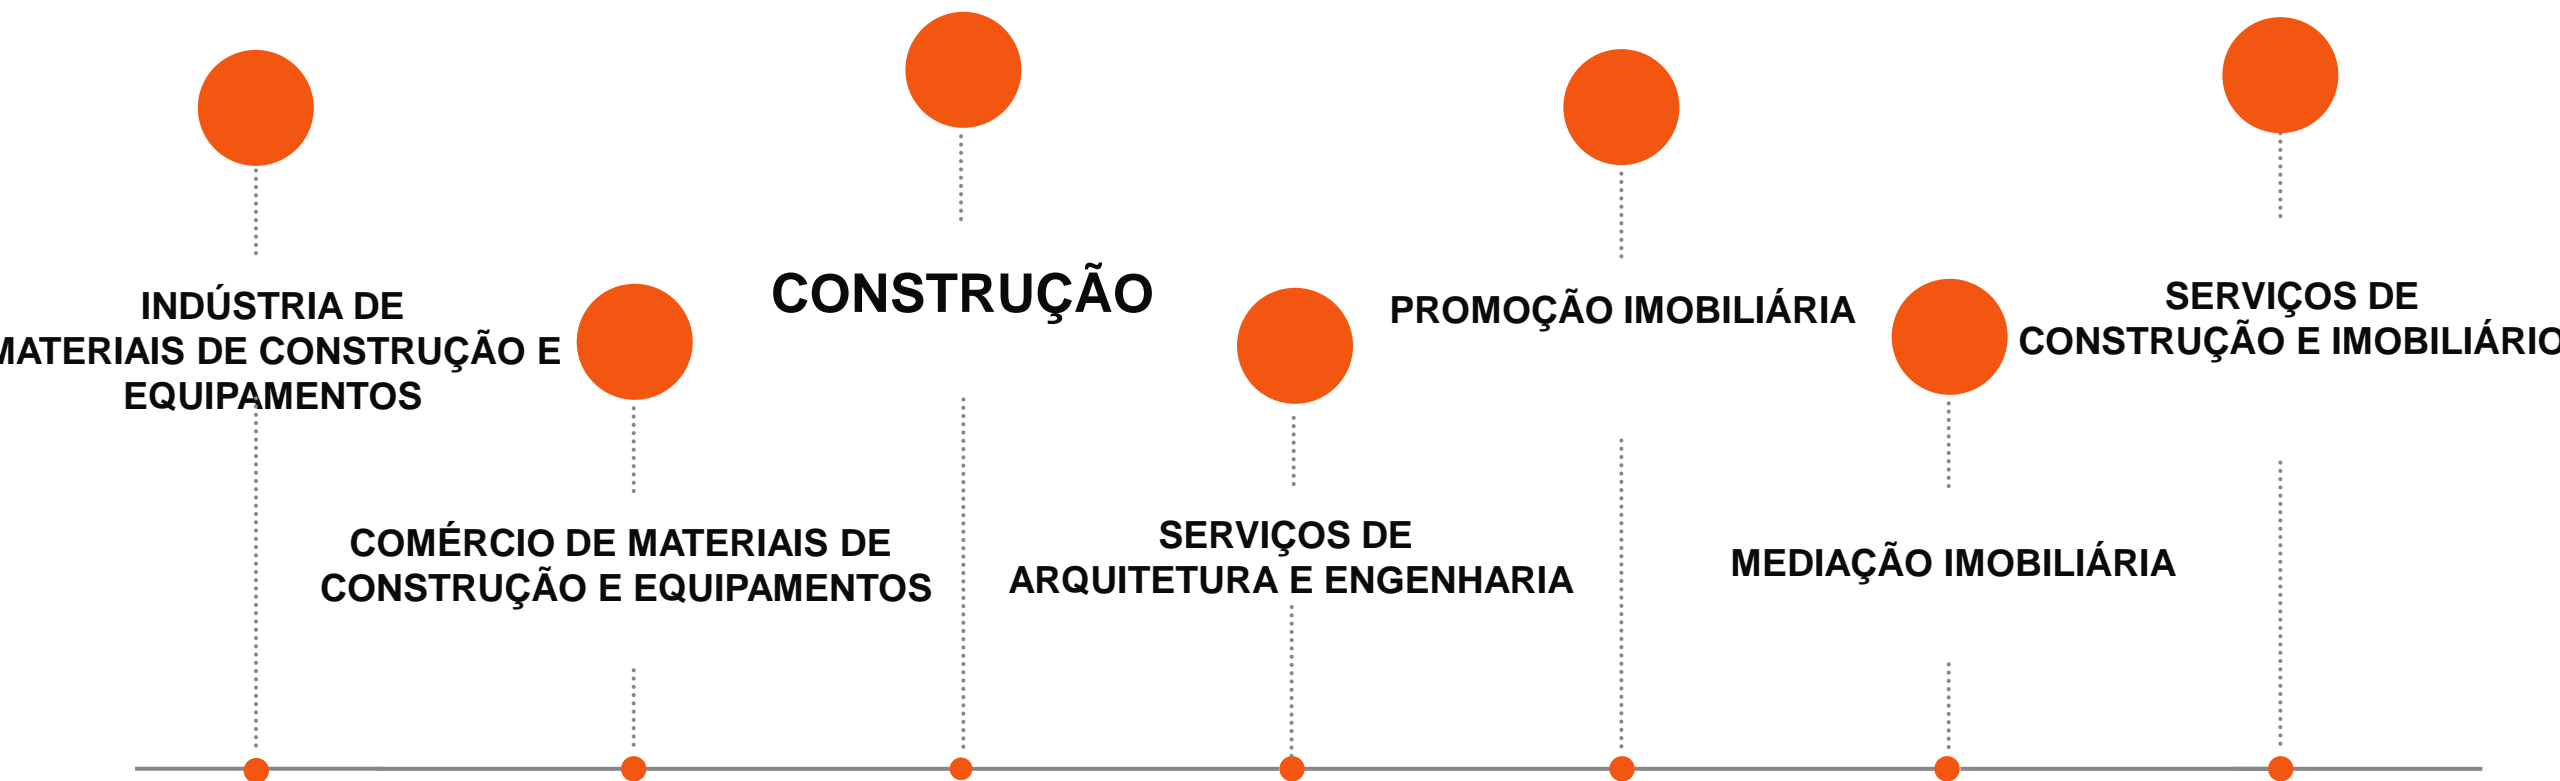 INDÚSTRIA DE
MATERIAIS DE CONSTRUÇÃO E
EQUIPAMENTOS
COMÉRCIO DE MATERIAIS DE
CONSTRUÇÃO E EQUIPAMENTOS
CONSTRUÇÃO
SERVIÇOS DE
ARQUITETURA E ENGENHARIA
PROMOÇÃO IMOBILIÁRIA
MEDIAÇÃO IMOBILIÁRIA
SERVIÇOS DE
CONSTRUÇÃO E IMOBILIÁRIO